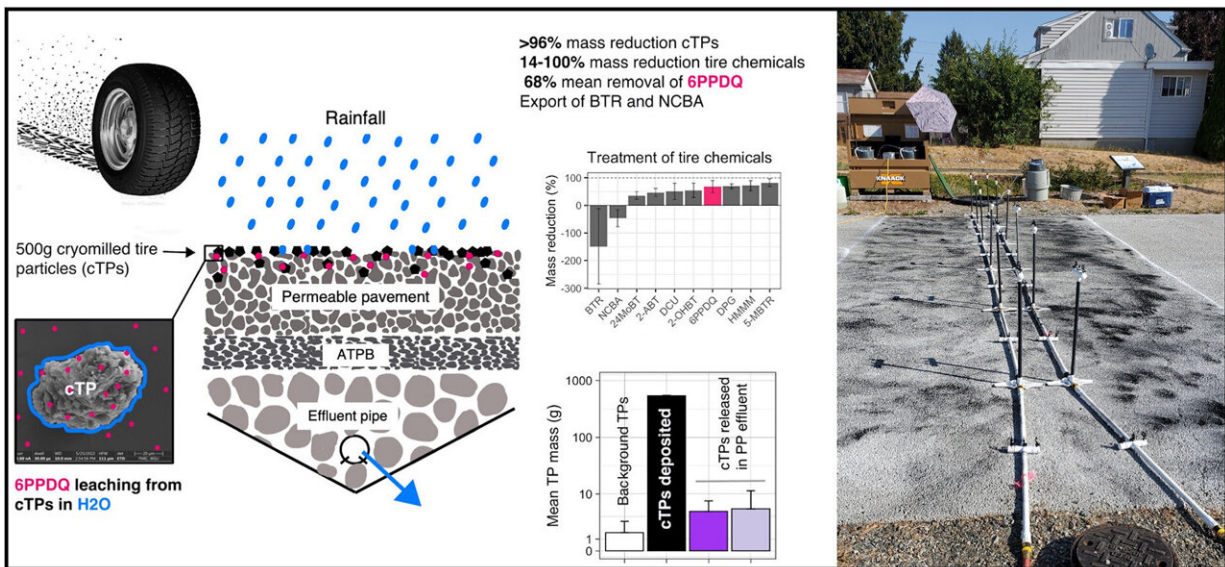 >96% mass reduction cTPs
14-100% mass reduction tire chemicals
68% mean removal of 6PPDQ
Export of BTR and NCBA
Rainfall
500g cryomilled tire
particles (cTPs)
Permeable pavement
ATPB
Effluent pipe
cTP
6PPDQ leaching from
cTPs in H2O
Treatment of tire chemicals
Mass reduction (%)
100
0
-100
-200
-300
BTR
NCBA
24MoBT
2-ABT
DCU
2-OHBT
6PPDQ
DPG
HMMM
5-MBTR
Mean TP mass (g)
1000
100
10
1
0
Background TPs
cTPs deposited
cTPs released
in PP effluent
KNAACK